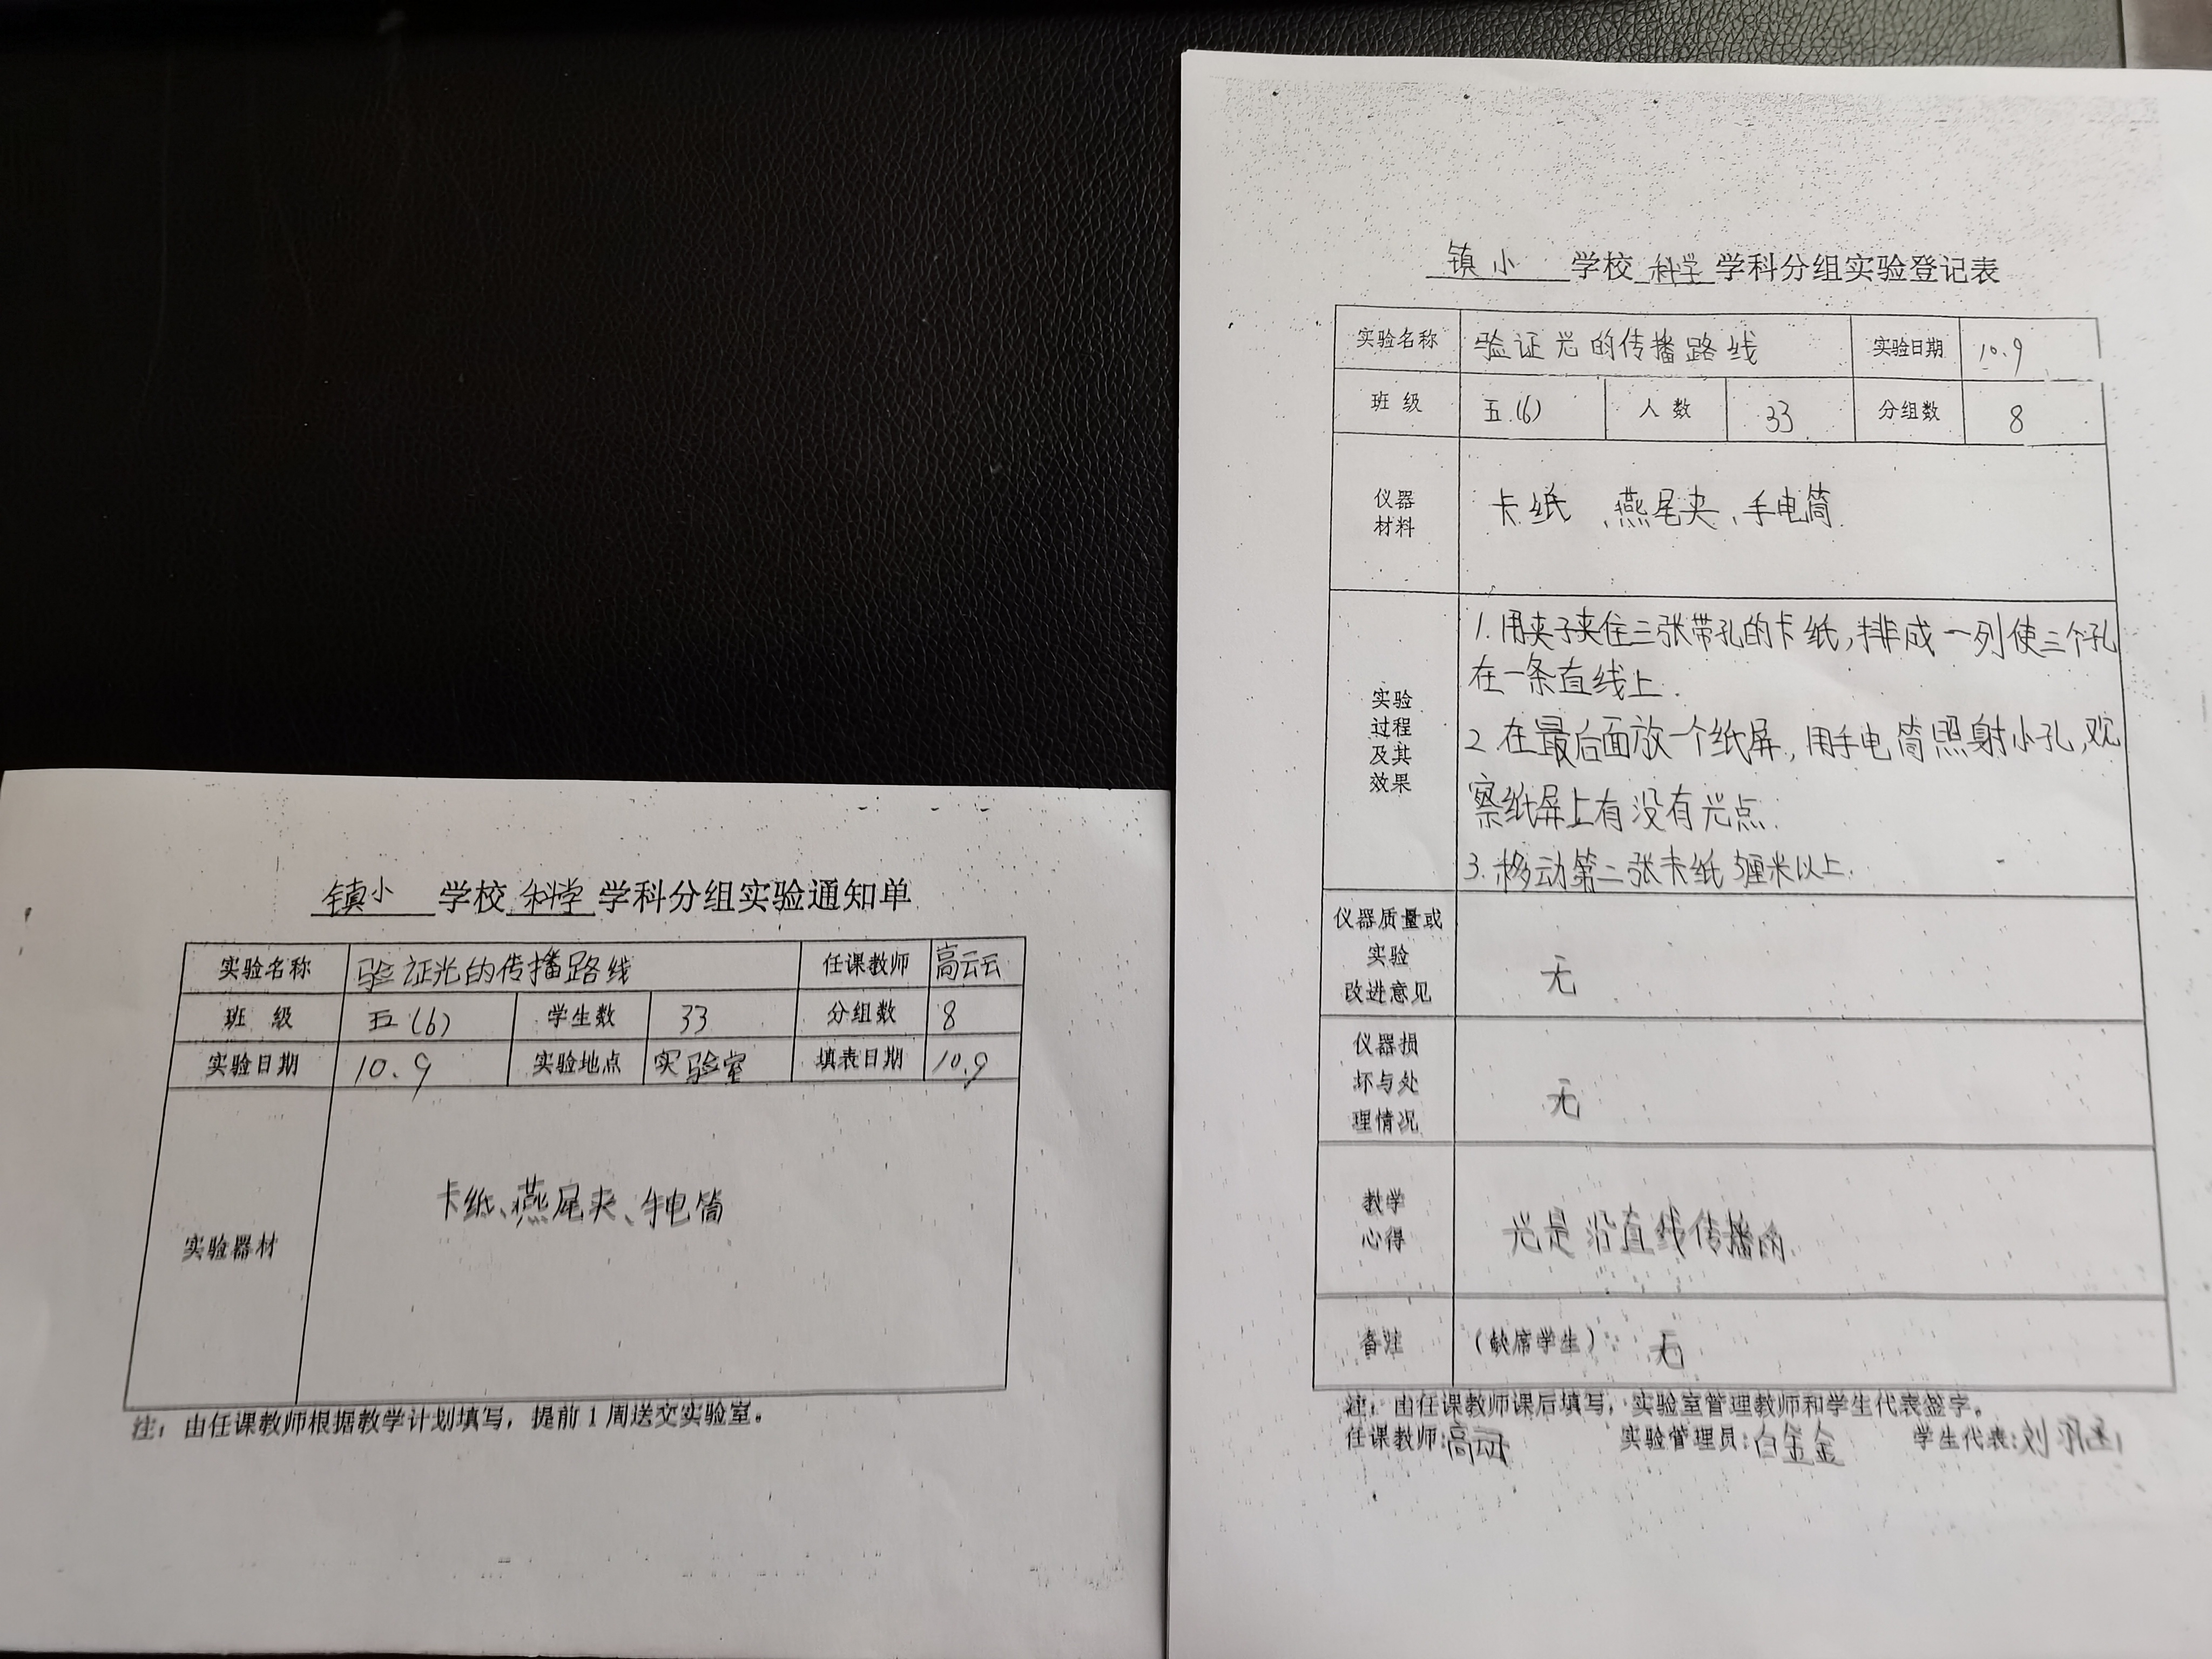 镇小 学校 科学 学科分组实验通知单
实验名称 验证光的传播路线 任课教师 高云云
班 级 五(6) 学生数 33 分组数 8
实验日期 10.9 实验地点 实验室 填表日期 10.9
实验器材 卡纸、燕尾夹、手电筒
注：由任课教师根据教学计划填写，提前1周送交实验室。
镇小 学校 科学 学科分组实验登记表
实验名称 验证光的传播路线 实验日期 10.9
班 级 五(6) 人 数 33 分组数 8
仪器
材料
卡纸、燕尾夹、手电筒.
实验
过程
及其
效果
1.用夹子夹住三张带孔的卡纸,排成一列使三个孔
在一条直线上.
2.在最后面放一个纸屏,用手电筒照射小孔,观
察纸屏上有没有光点.
3.移动第二张卡纸 厘米以上.
仪器质量或
实验
改进意见
无
仪器损
坏与处
理情况
无
教学
心得
光是沿直线传播的.
备注 (缺席学生)： 无
注：由任课教师课后填写，实验室管理教师和学生代表签字。
任课教师:高云云 实验管理员:白金金 学生代表:刘